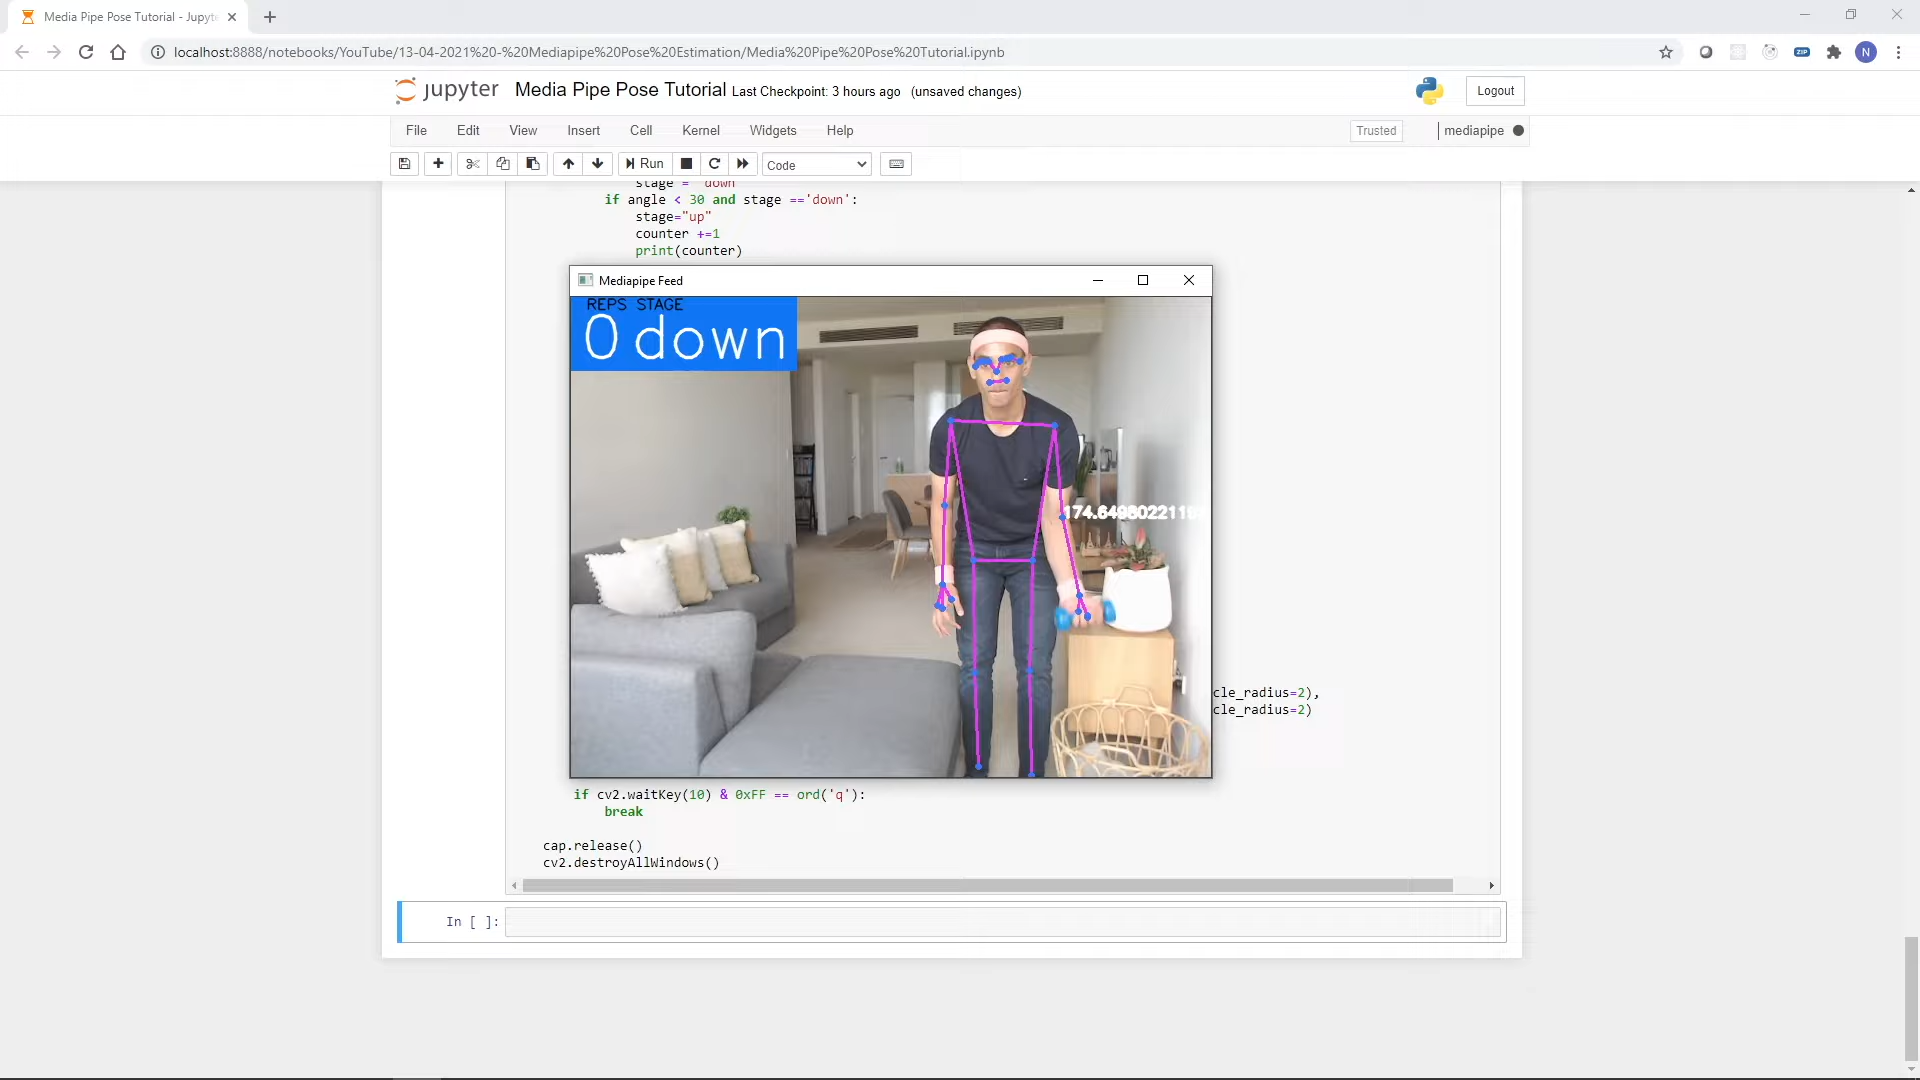 Media Pipe Pose Tutorial - Jupyte
localhost:8888/notebooks/YouTube/13-04-2021%20-%20Mediapipe%20Pose%20Estimation/Media%20Pipe%20Pose%20Tutorial.ipynb
ZIP
N
jupyter Media Pipe Pose Tutorial Last Checkpoint: 3 hours ago (unsaved changes)
Logout
File Edit View Insert Cell Kernel Widgets Help
Trusted
mediapipe
Run
Code
stage = "down"
if angle < 30 and stage =='down':
stage="up"
counter +=1
print(counter)
Mediapipe Feed
REPS STAGE
0 down
cle_radius=2),
cle_radius=2)
if cv2.waitKey(10) & 0xFF == ord('q'):
break
cap.release()
cv2.destroyAllWindows()
In [ ]: